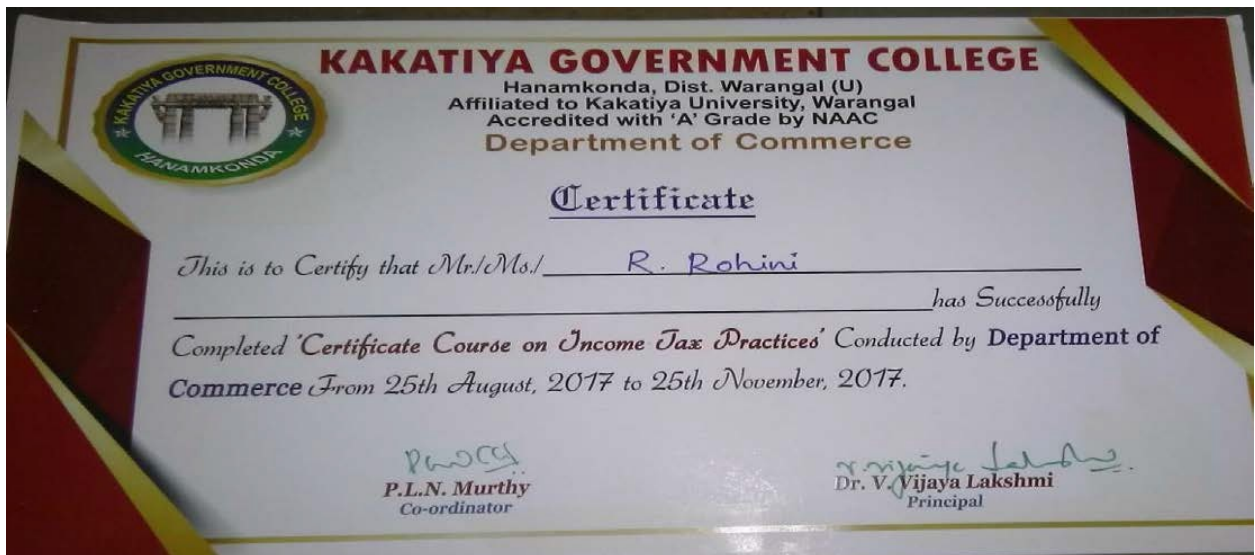 KAKATIYA GOVERNMENT COLLEGE
Hanamkonda, Dist. Warangal (U)
Affiliated to Kakatiya University, Warangal
Accredited with 'A' Grade by NAAC
Department of Commerce
KAKATIYA GOVERNMENT COLLEGE
HANAMKONDA
Certificate
This is to Certify that Mr./Ms./ R. Rohini
has Successfully
Completed 'Certificate Course on Income Tax Practices' Conducted by Department of
Commerce From 25th August, 2017 to 25th November, 2017.
P.L.N. Murthy
Co-ordinator
V. Vijaya Lakshmi
Dr. V. Vijaya Lakshmi
Principal